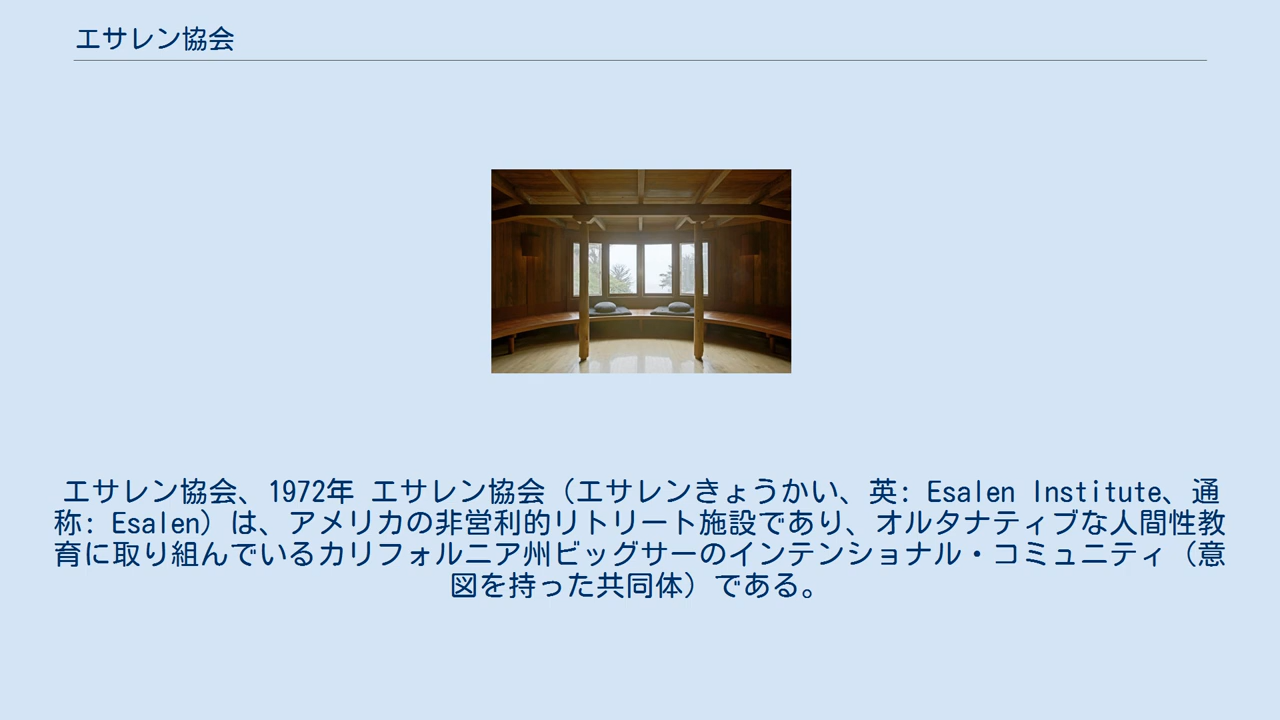 エサレン協会
エサレン協会、1972年 エサレン協会（エサレンきょうかい、英: Esalen Institute、通
称: Esalen）は、アメリカの非営利的リトリート施設であり、オルタナティブな人間性教
育に取り組んでいるカリフォルニア州ビッグサーのインテンショナル・コミュニティ（意
図を持った共同体）である。